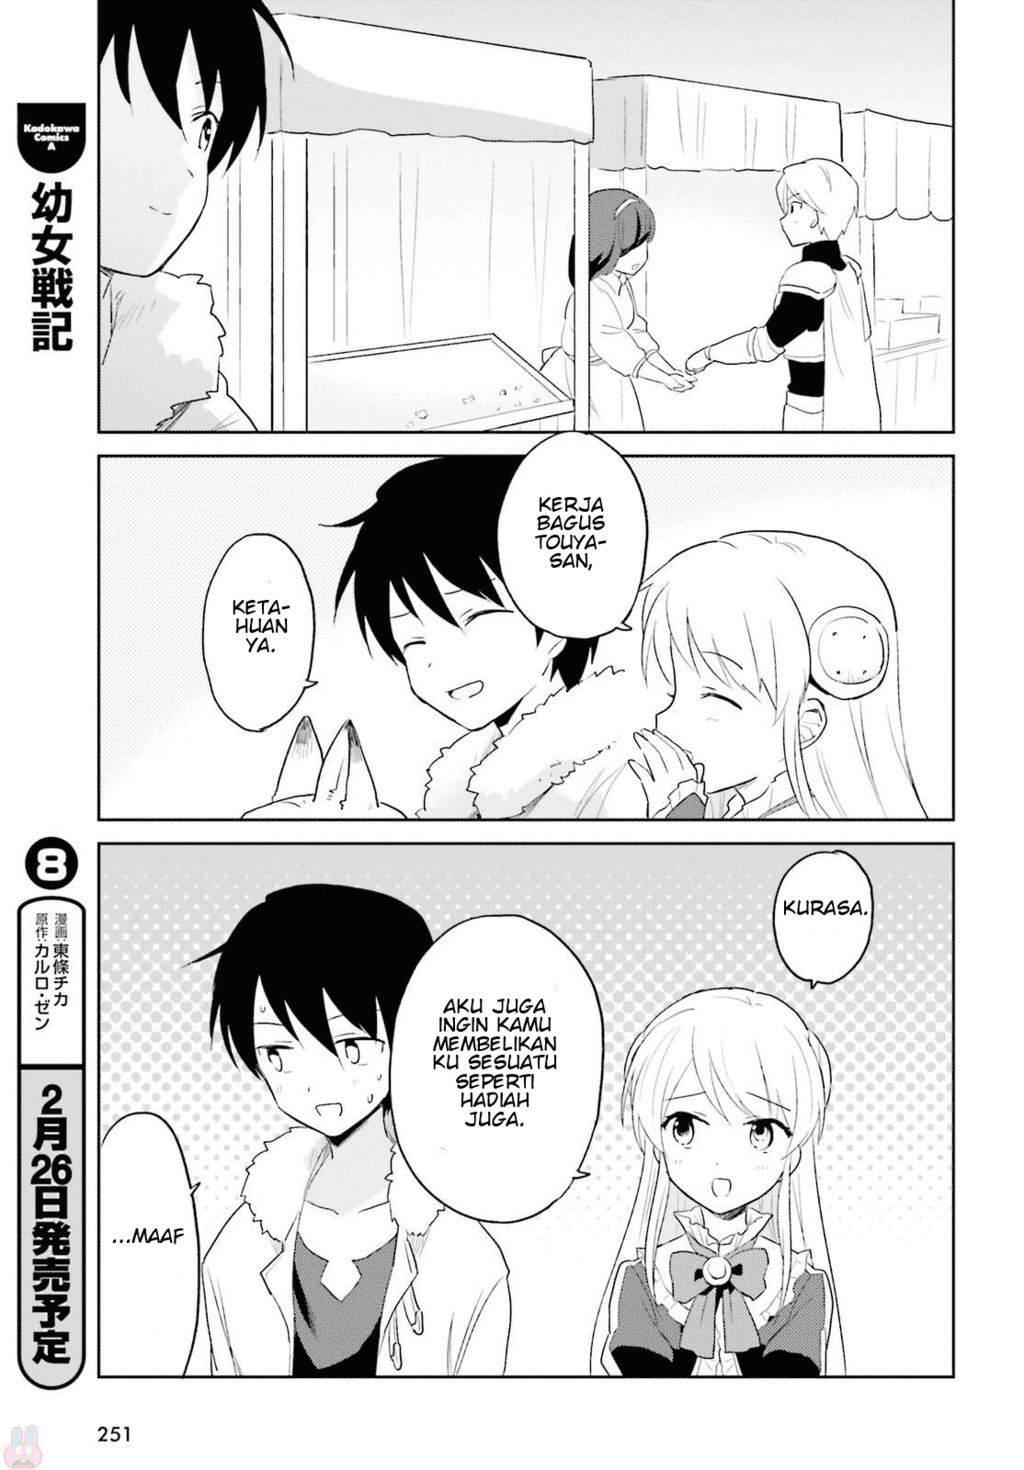 Kadokawa
Comics
A
幼女戦記
8
漫画:東條チカ
原作:カルロ・ゼン
2月26日発売予定
KERJA
BAGUS
TOUYA-
SAN,
KETA-
HUAN
YA.
KURASA.
AKU JUGA
INGIN KAMU
MEMBELIKAN
KU SESUATU
SEPERTI
HADIAH
JUGA.
...MAAF
251